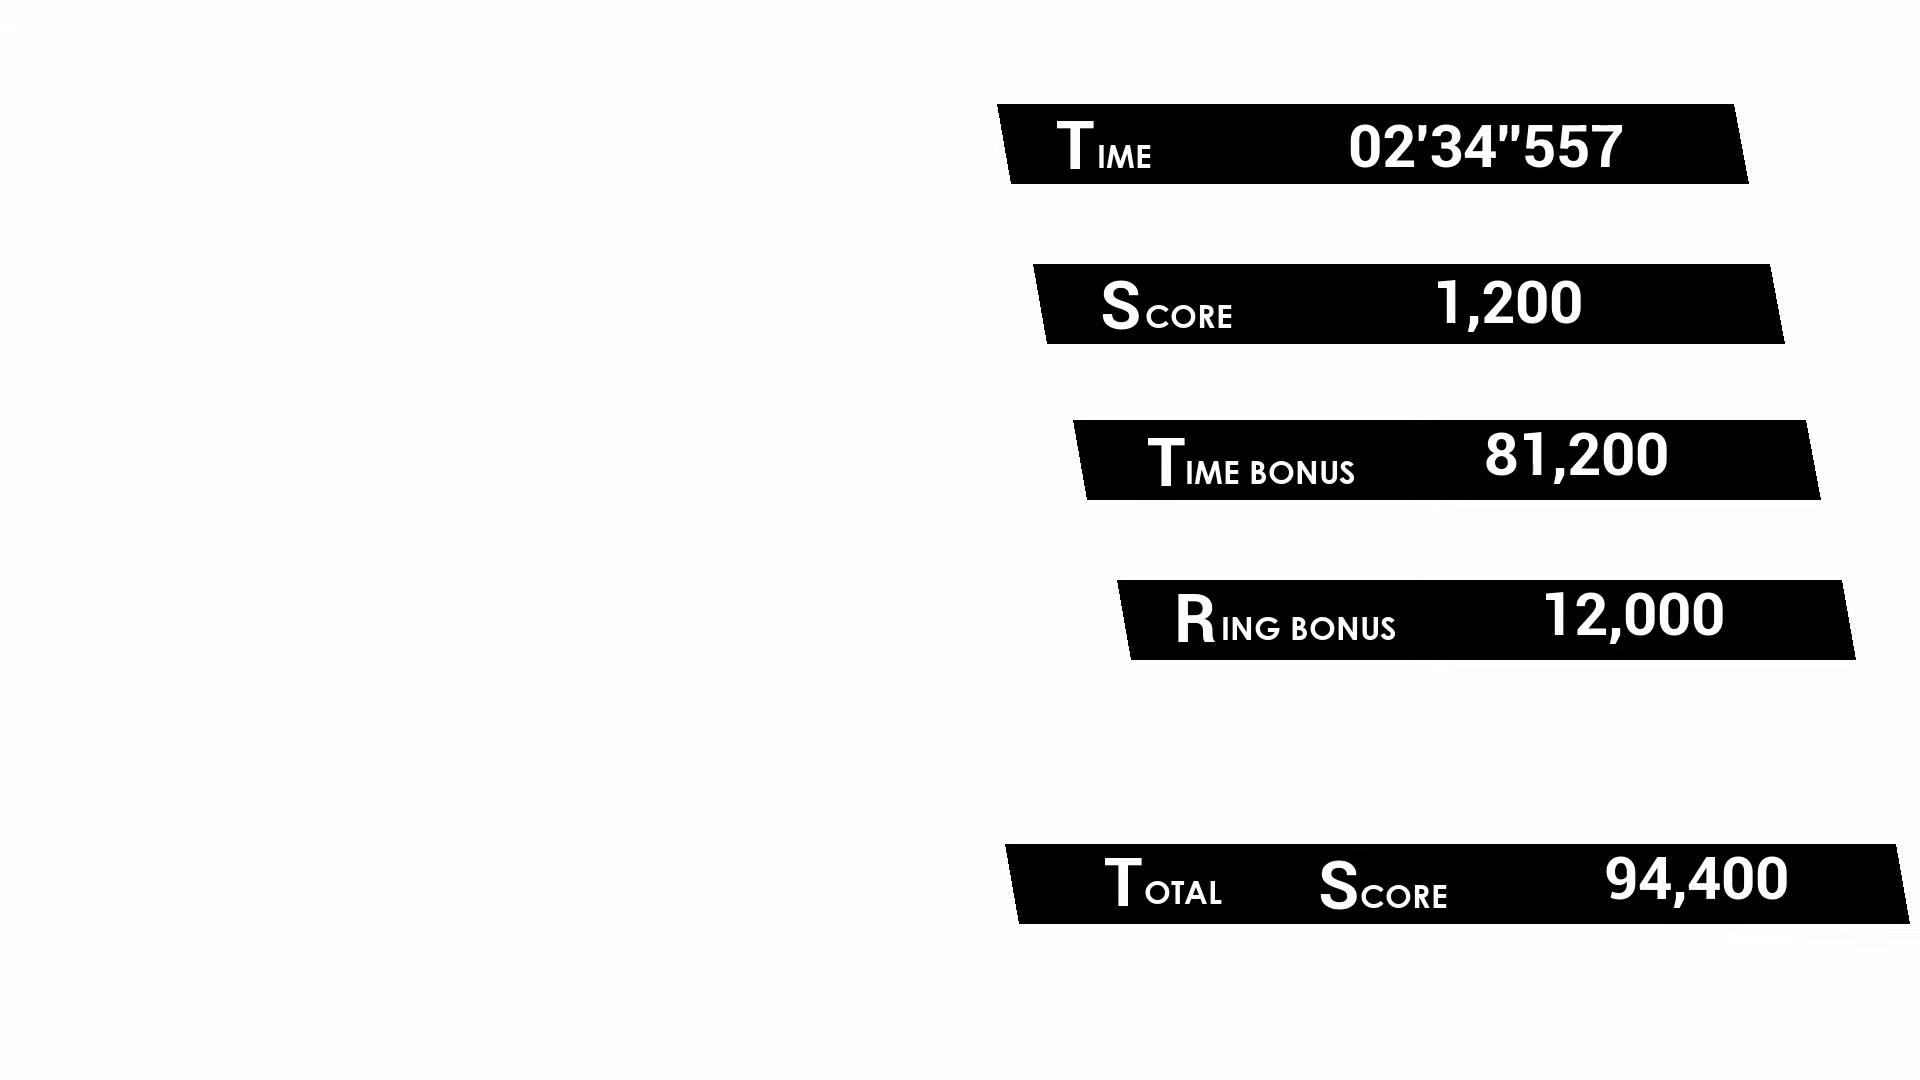 TIME 02'34"557
SCORE 1,200
TIME BONUS 81,200
RING BONUS 12,000
TOTAL SCORE 94,400